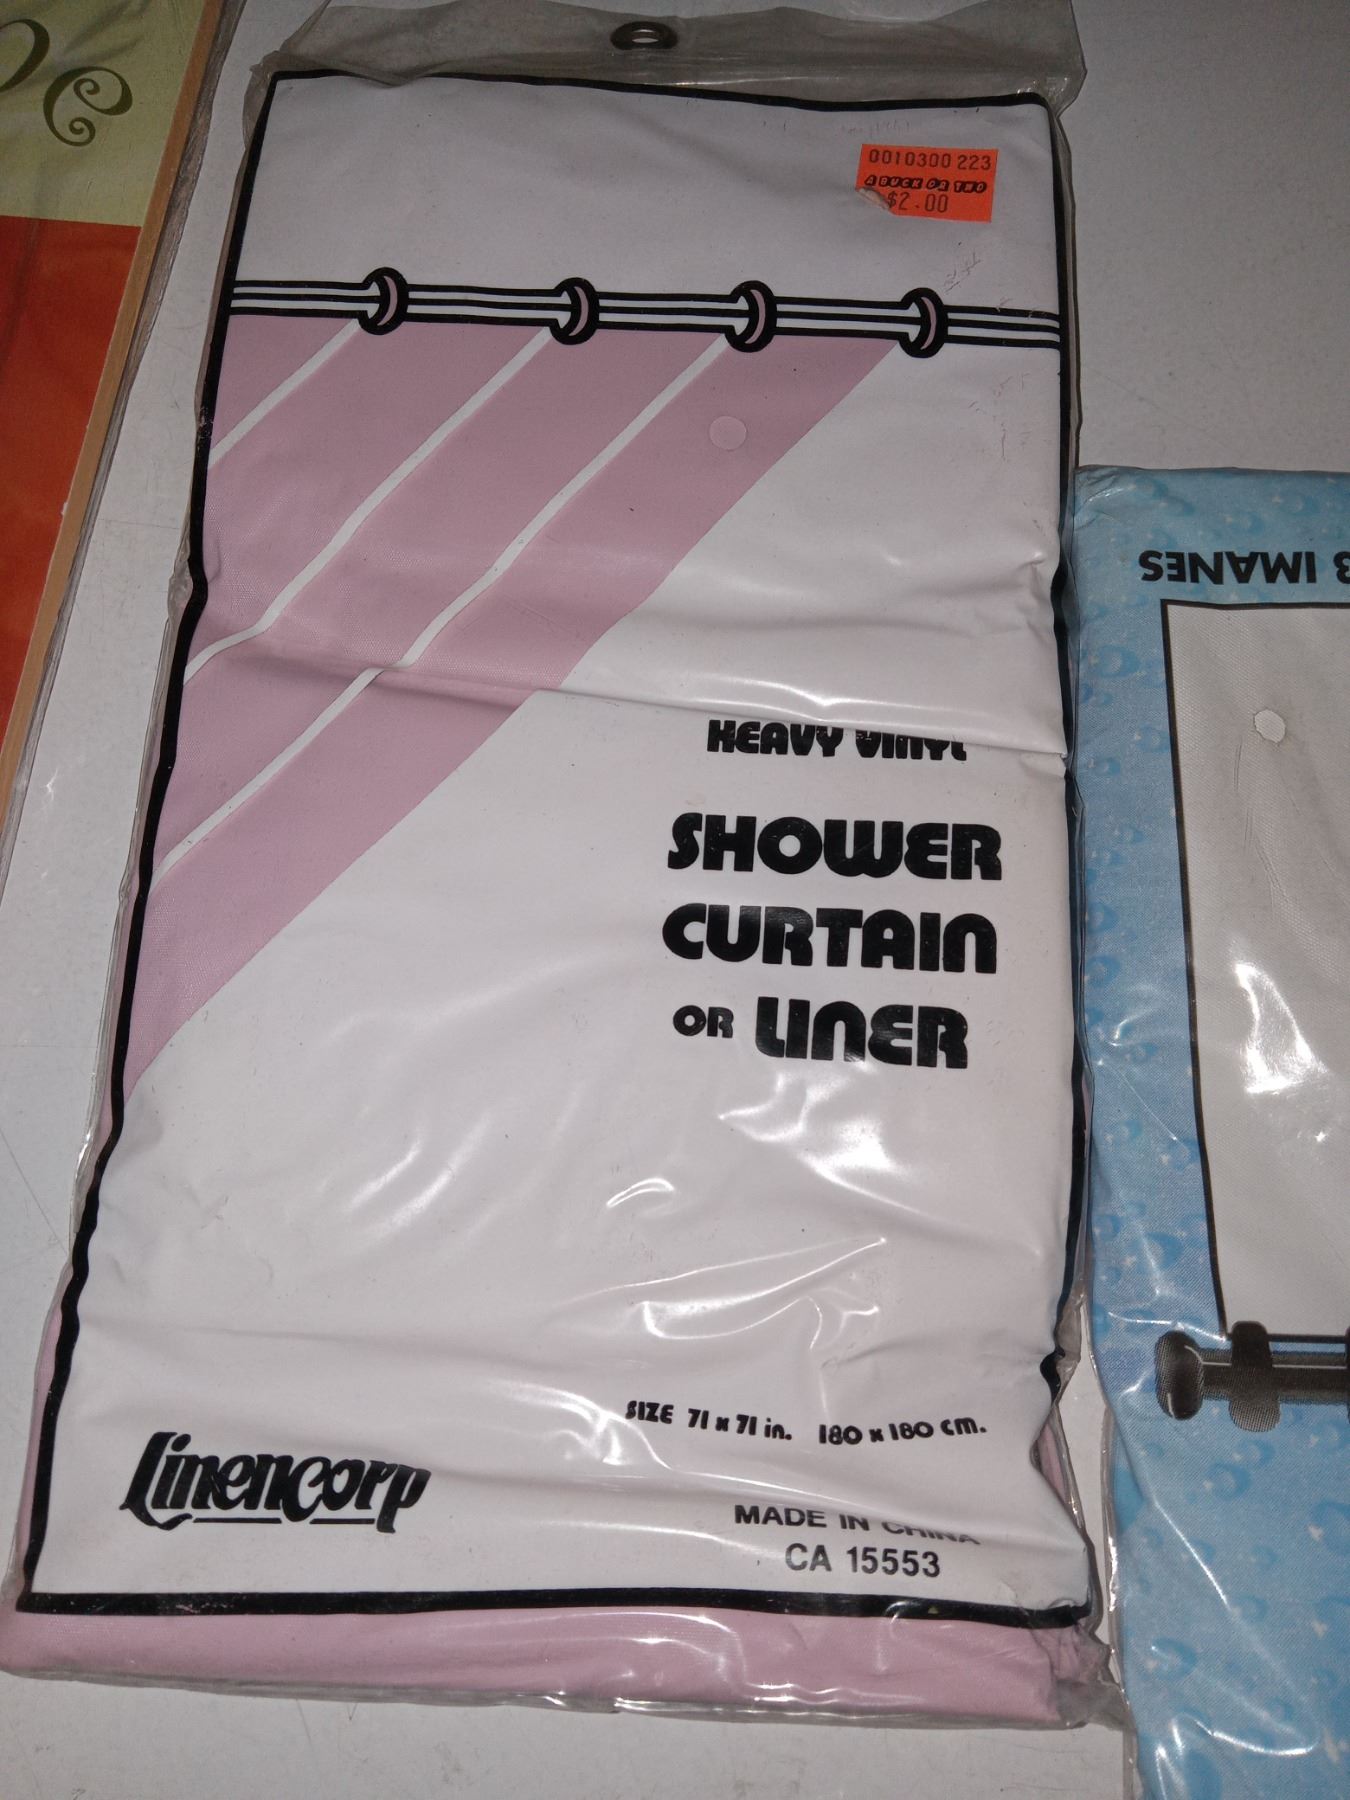 0010300 223
A BUCK OR TWO
$2.00
HEAVY VINYL
SHOWER
CURTAIN
OR LINER
SIZE 71 x 71 in. 180 x 180 cm.
Linencorp
MADE IN CHINA
CA 15553
3 IMANES